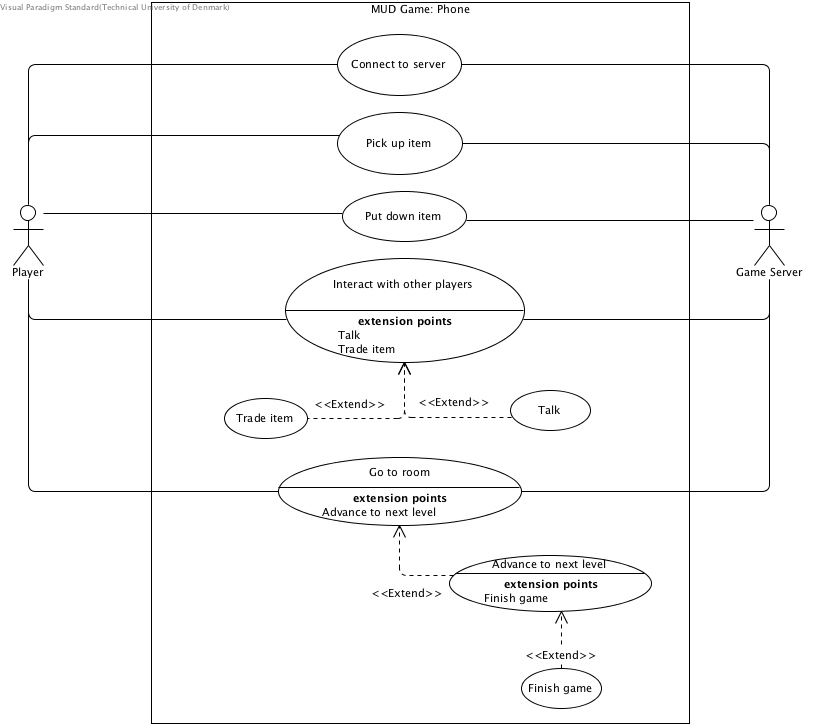 Visual Paradigm Standard(Technical University of Denmark)
MUD Game: Phone
Connect to server
Pick up item
Put down item
Player
Game Server
Interact with other players
extension points
Talk
Trade item
<<Extend>>
<<Extend>>
Trade item
Talk
Go to room
extension points
Advance to next level
Advance to next level
extension points
Finish game
<<Extend>>
<<Extend>>
Finish game